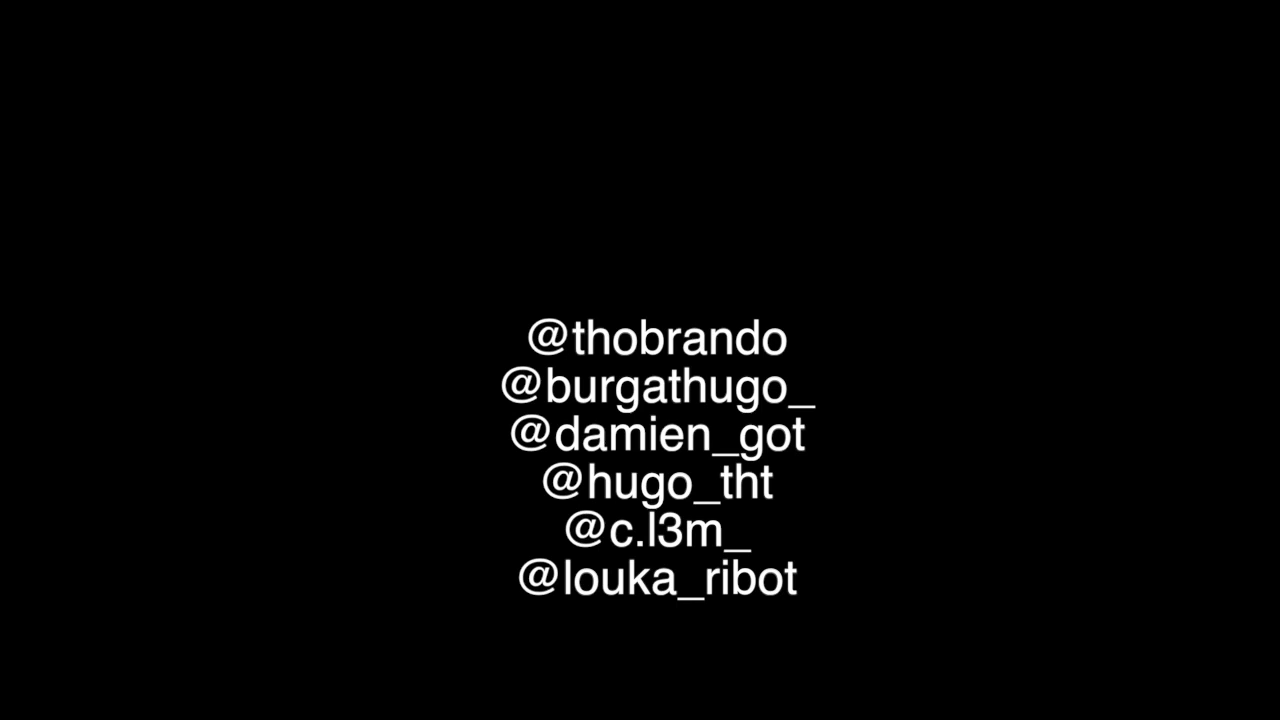 @thobrando
@burgathugo_
@damien_got
@hugo_tht
@c.l3m_
@louka_ribot